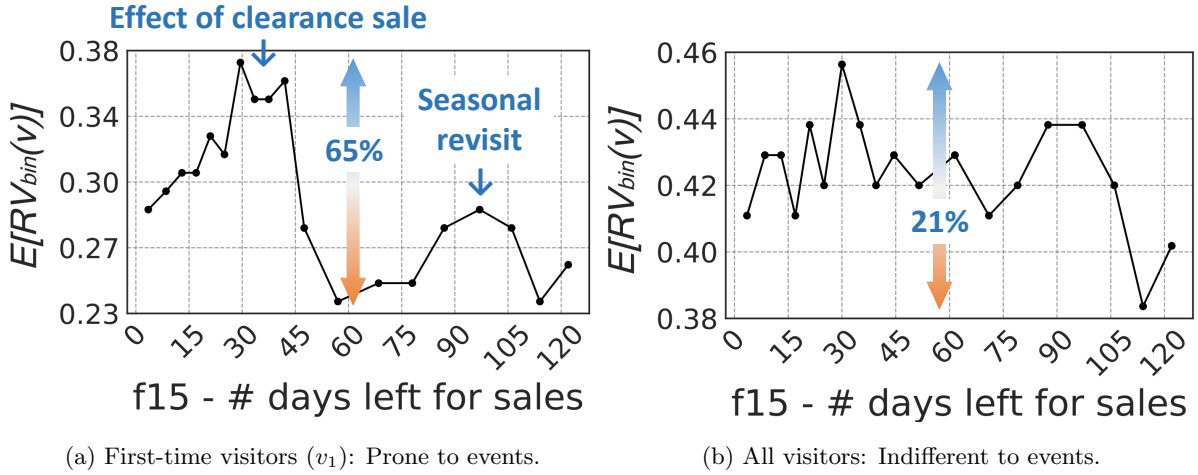 Effect of clearance sale
0.38
0.34
0.30
0.27
0.23
E[RV_bin(v)]
65%
Seasonal
revisit
0 15 30 45 60 75 90 105 120
f15 - # days left for sales
(a) First-time visitors (v₁): Prone to events.
0.46
0.44
0.42
0.40
0.38
E[RV_bin(v)]
21%
0 15 30 45 60 75 90 105 120
f15 - # days left for sales
(b) All visitors: Indifferent to events.